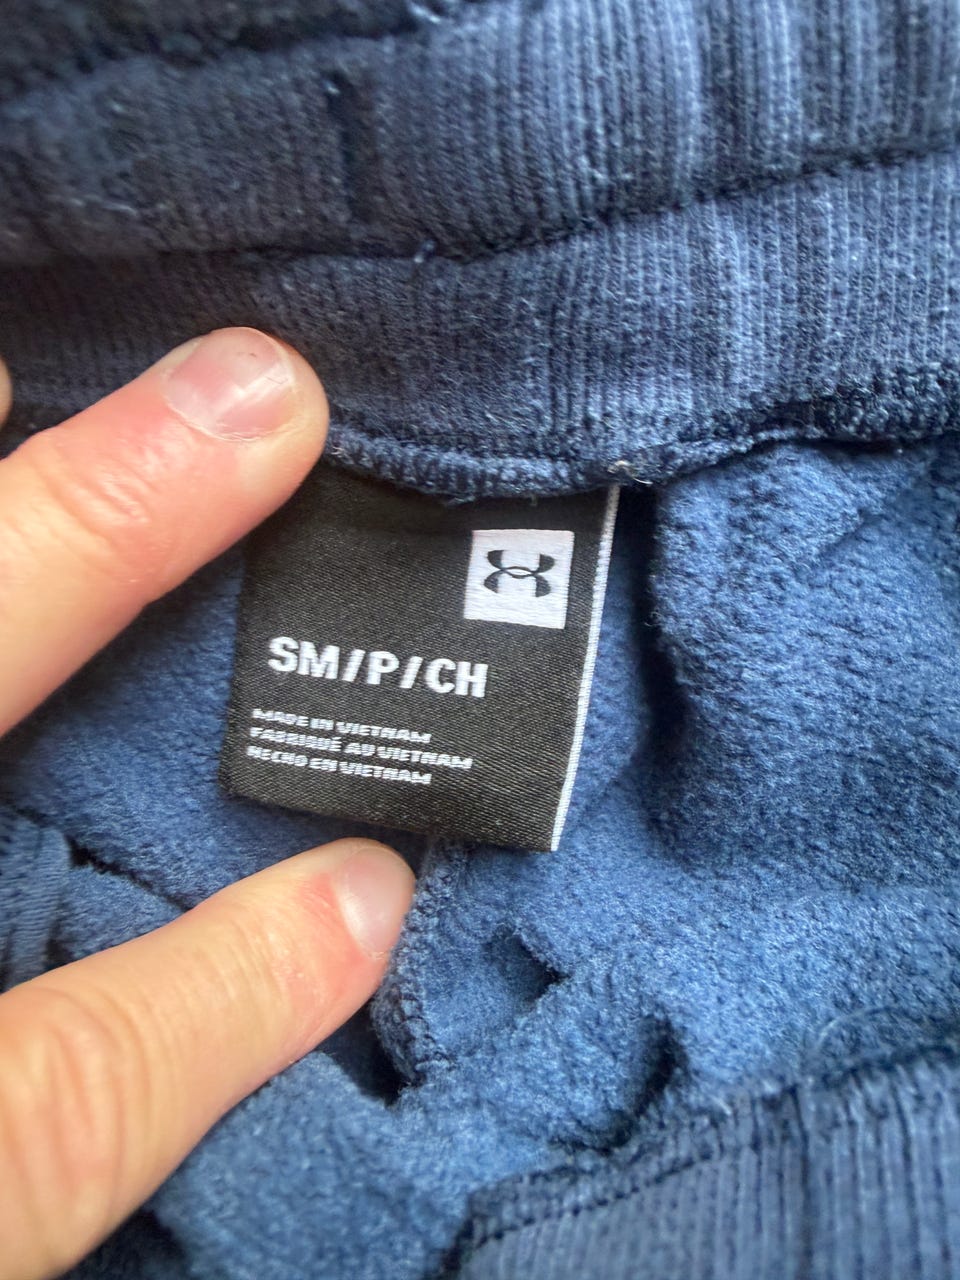 SM/P/CH
MADE IN VIETNAM
FABRIQUÉ AU VIETNAM
HECHO EN VIETNAM